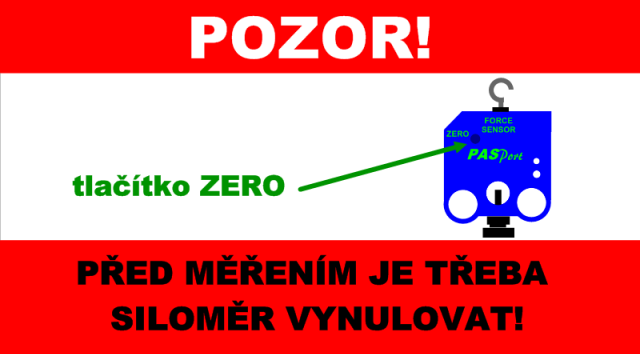 POZOR!
FORCE
SENSOR
ZERO
PASPort
tlačítko ZERO
PŘED MĚŘENÍM JE TŘEBA
SILOMĚR VYNULOVAT!